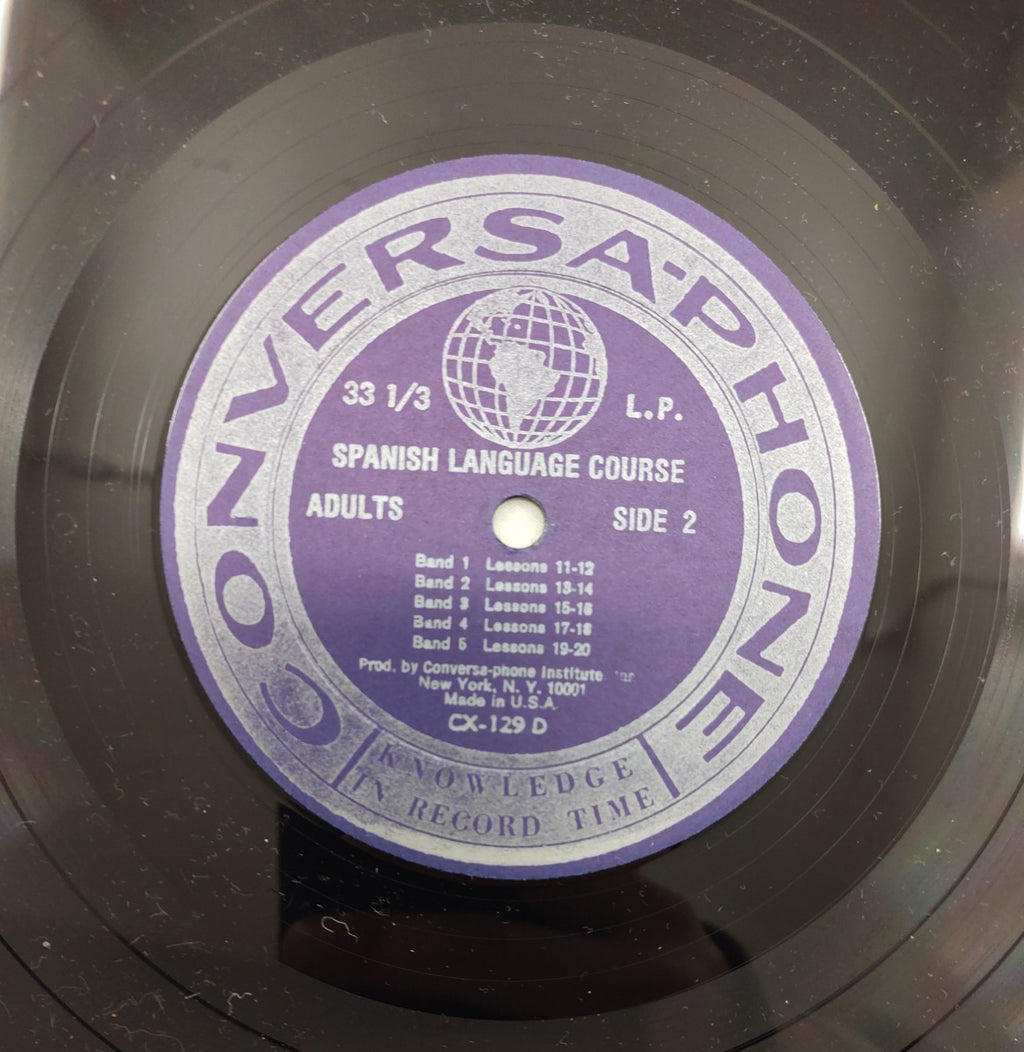 CONVERSA-PHONE
33 1/3 L.P.
SPANISH LANGUAGE COURSE
ADULTS SIDE 2
Band 1 Lessons 11-12
Band 2 Lessons 13-14
Band 3 Lessons 15-16
Band 4 Lessons 17-18
Band 5 Lessons 19-20
Prod. by Conversa-phone Institute
New York, N. Y. 10001
Made in U.S.A.
CX-129 D
KNOWLEDGE
IN RECORD TIME